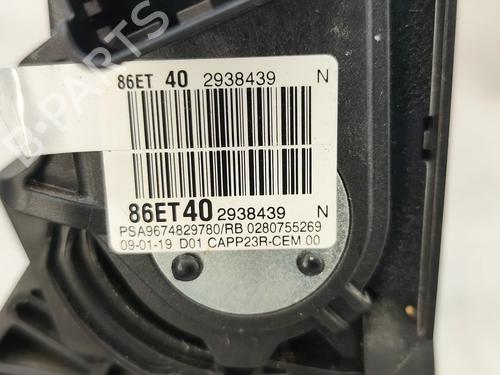 B-PARTS
86ET 40 2938439 N
86ET40 2938439 N
PSA9674829780/RB 0280755269
09-01-19 D01 CAPP23R-CEM 00